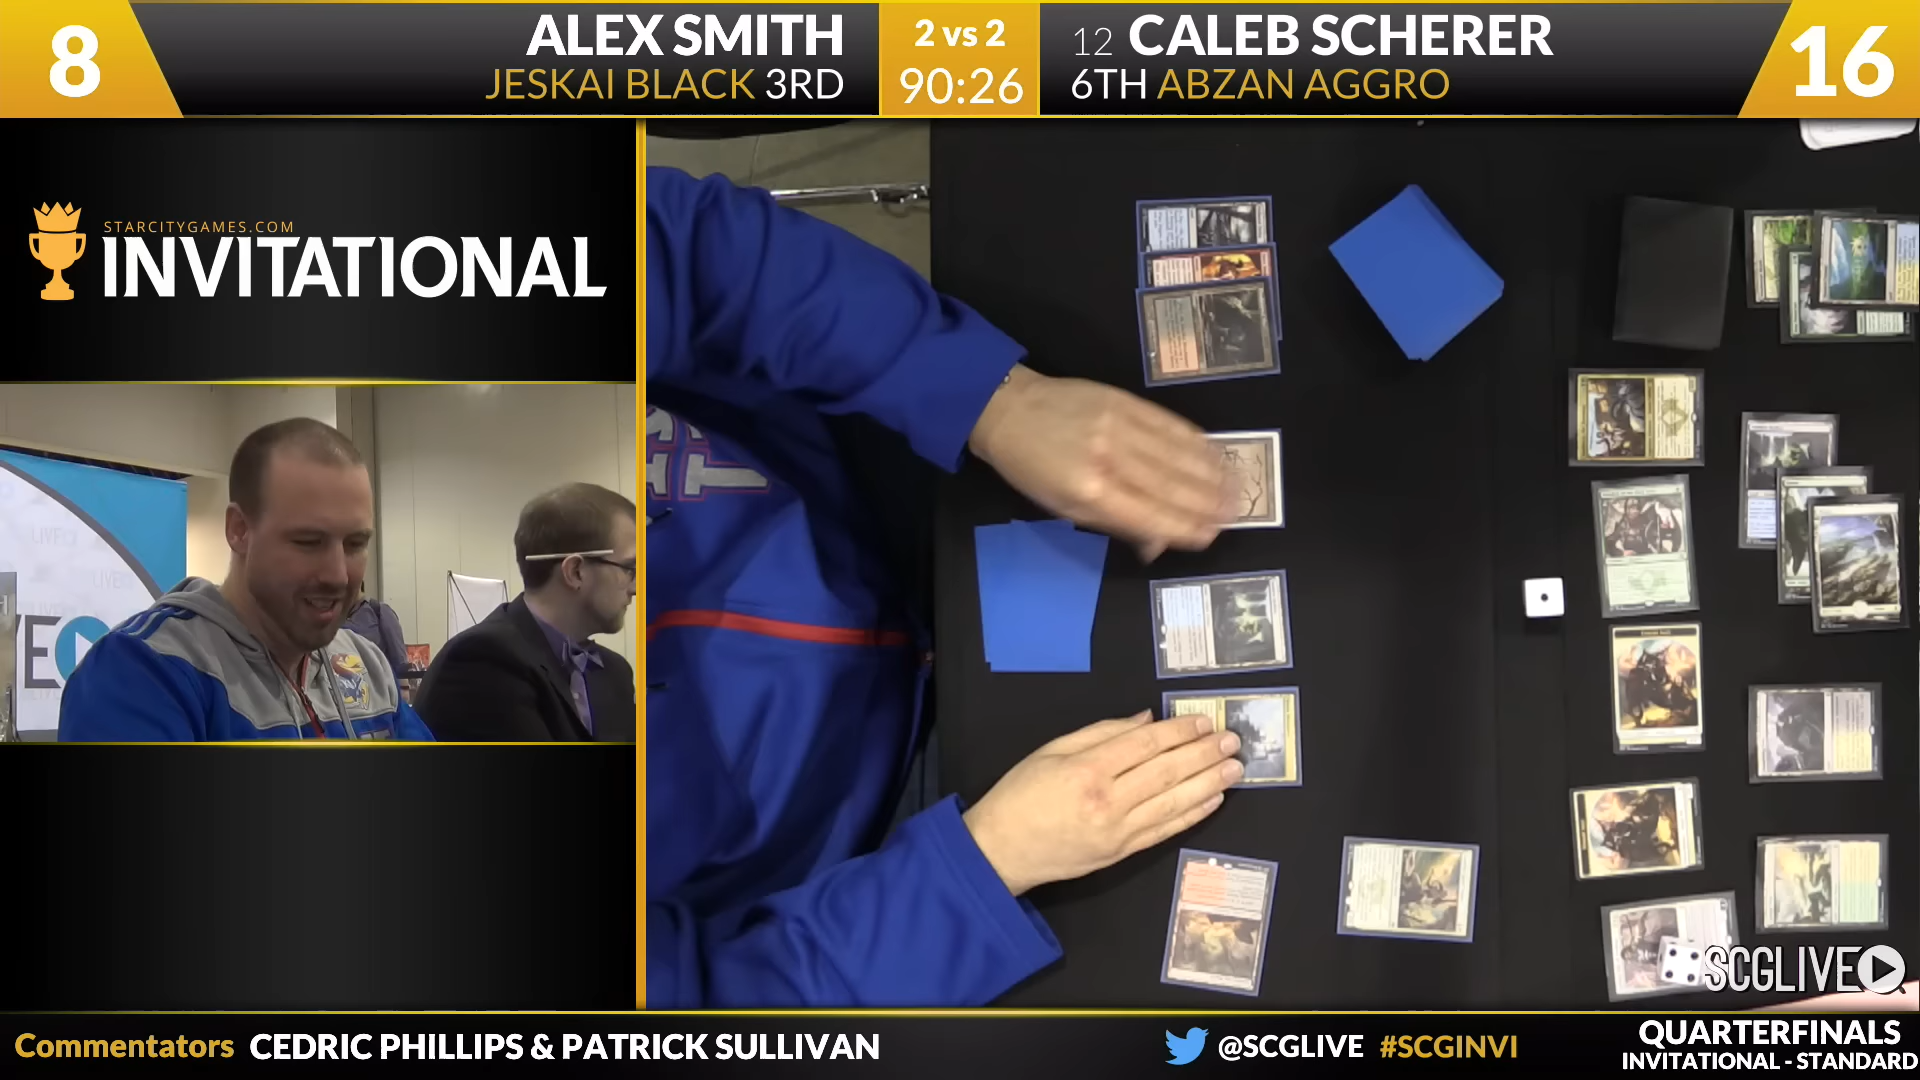 8
ALEX SMITH
JESKAI BLACK 3RD
2 vs 2
90:26
12 CALEB SCHERER
6TH ABZAN AGGRO
16
STARCITYGAMES.COM
INVITATIONAL
SCGLIVE
Commentators CEDRIC PHILLIPS & PATRICK SULLIVAN
@SCGLIVE #SCGINVI
QUARTERFINALS
INVITATIONAL - STANDARD